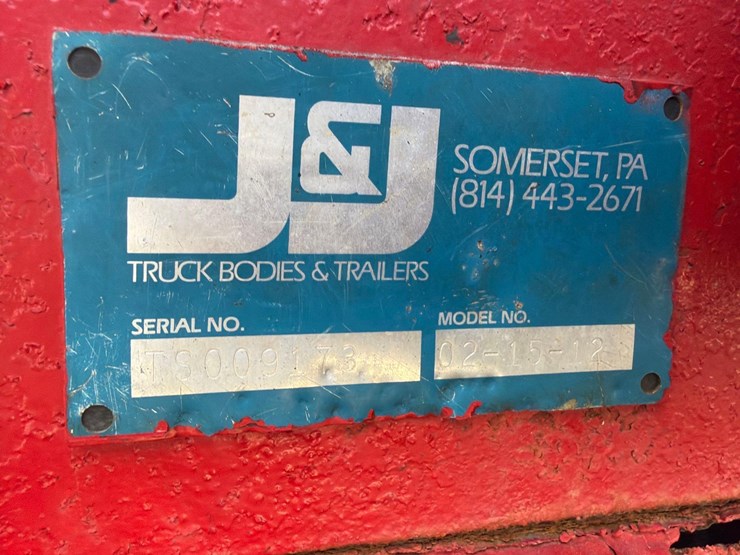 J&J
TRUCK BODIES & TRAILERS
SOMERSET, PA
(814) 443-2671
SERIAL NO.
TS009173
MODEL NO.
02-15-12